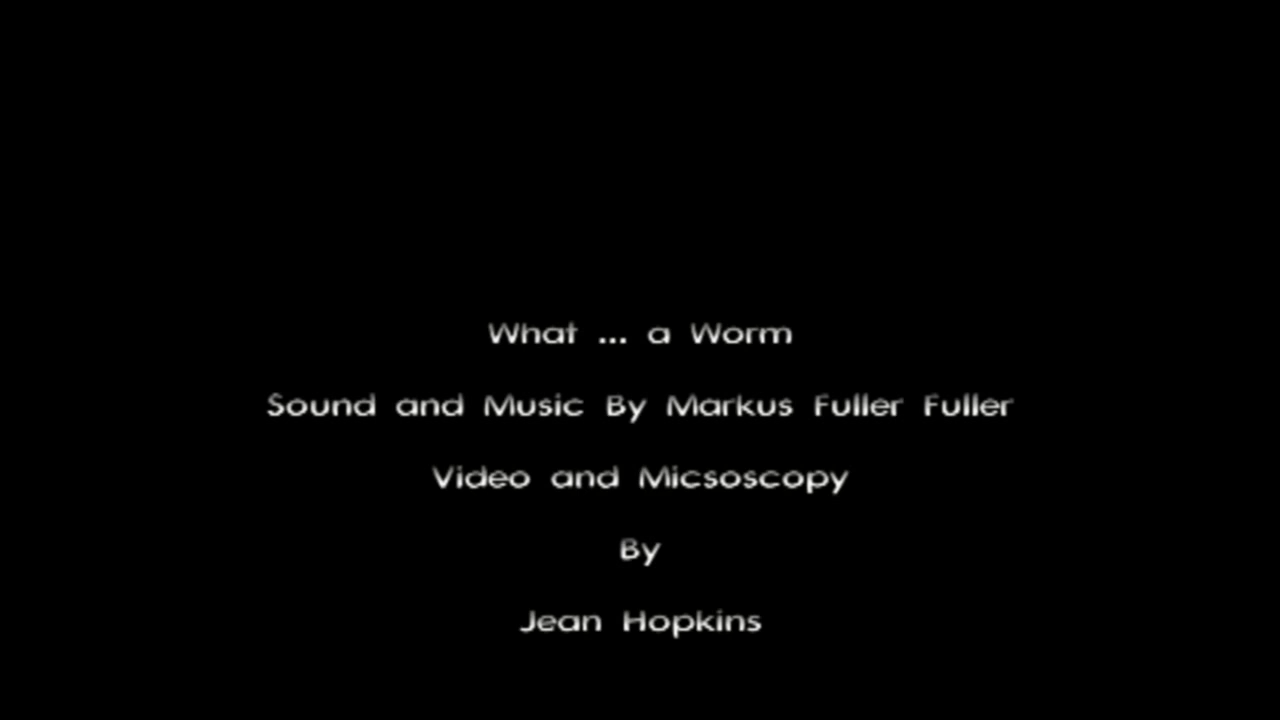 What ... a Worm
Sound and Music By Markus Fuller Fuller
Video and Micsoscopy
By
Jean Hopkins